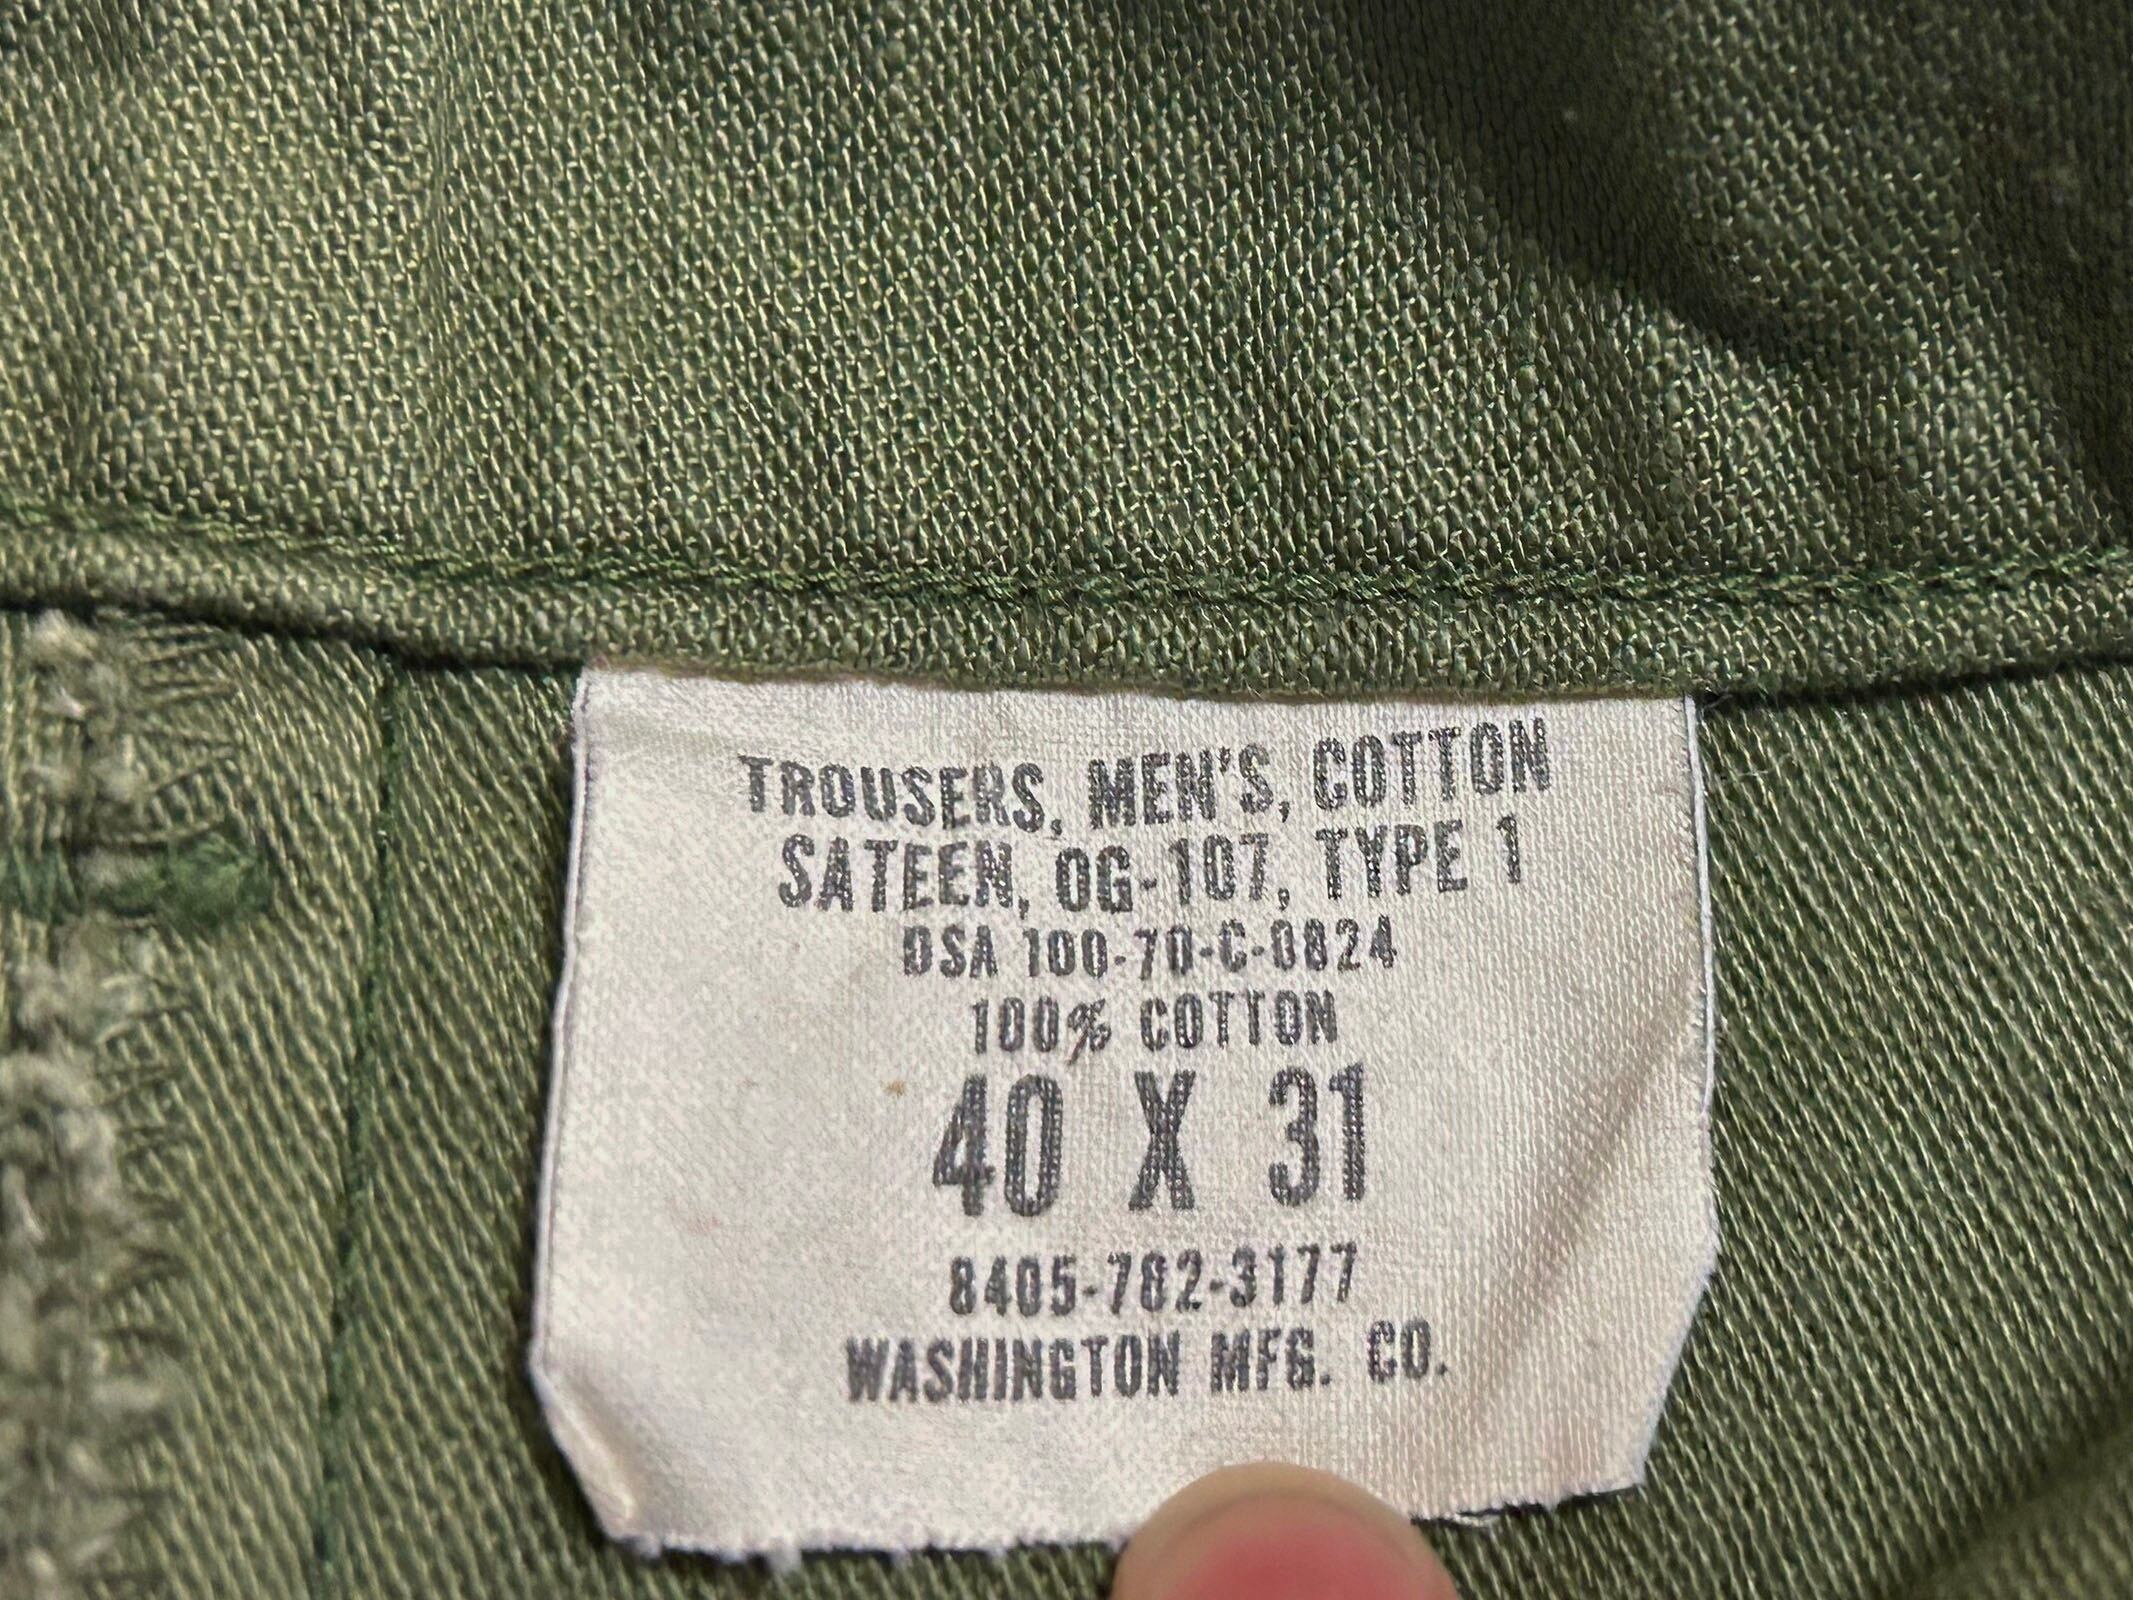 TROUSERS, MEN'S, COTTON
SATEEN, OG-107, TYPE 1
DSA 100-70-C-0824
100% COTTON
40 X 31
8405-782-3177
WASHINGTON MFG. CO.